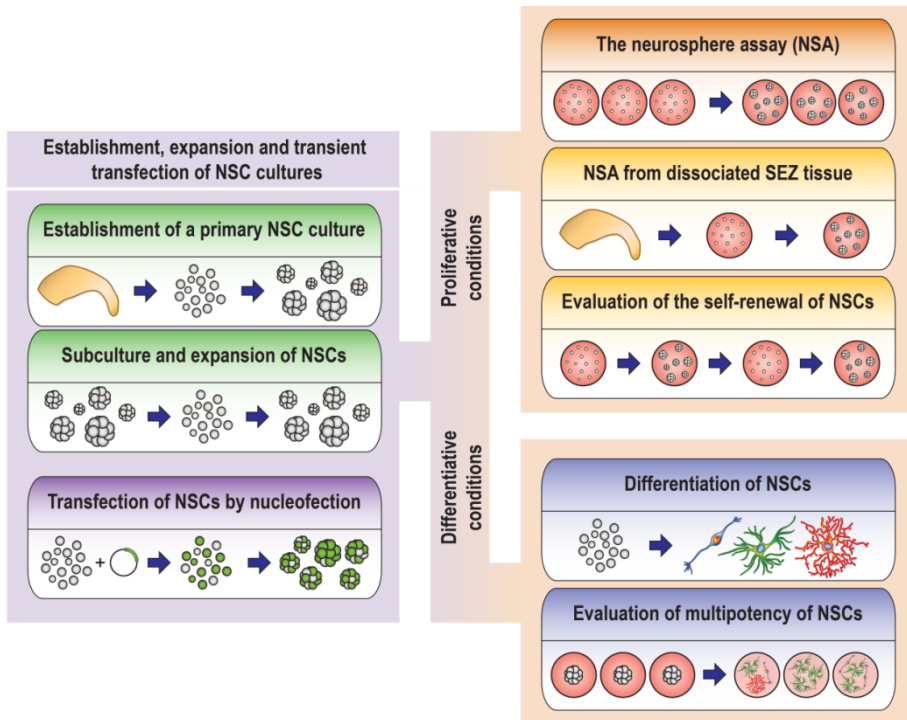 Establishment, expansion and transient
transfection of NSC cultures
Establishment of a primary NSC culture
Subculture and expansion of NSCs
Transfection of NSCs by nucleofection
+
Proliferative
conditions
Differentiative
conditions
The neurosphere assay (NSA)
NSA from dissociated SEZ tissue
Evaluation of the self-renewal of NSCs
Differentiation of NSCs
Evaluation of multipotency of NSCs